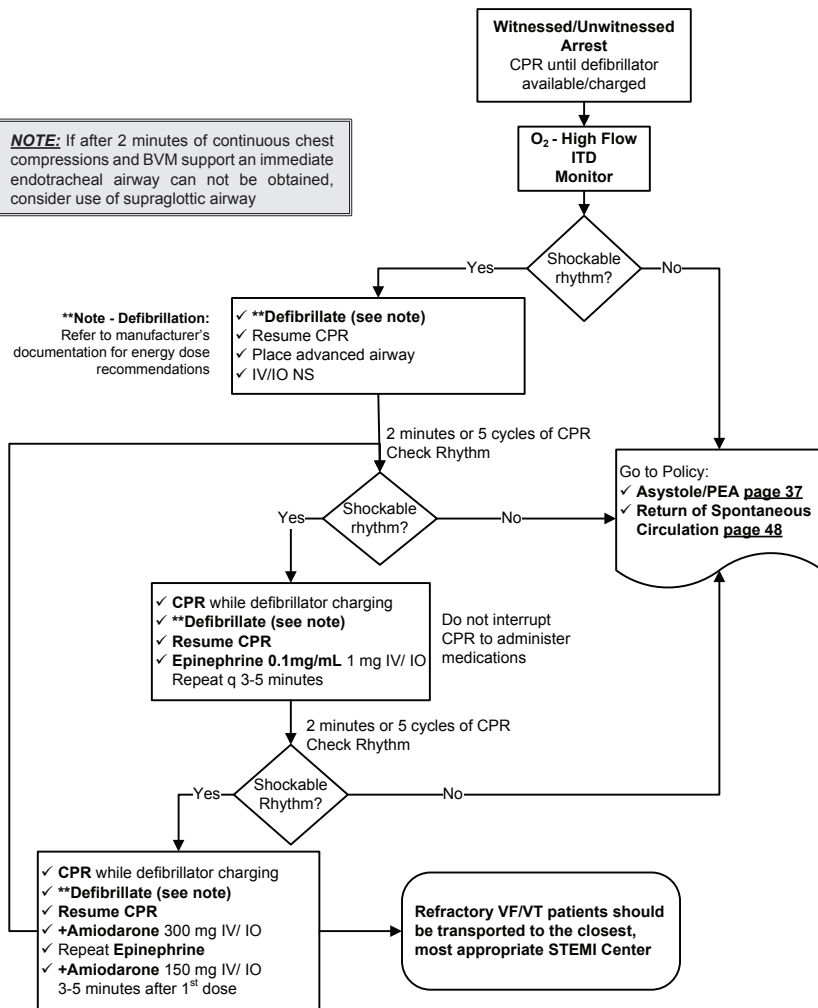 Witnessed/Unwitnessed
Arrest
CPR until defibrillator
available/charged
NOTE: If after 2 minutes of continuous chest
compressions and BVM support an immediate
endotracheal airway can not be obtained,
consider use of supraglottic airway
O₂ - High Flow
ITD
Monitor
Shockable
rhythm?
Yes
No
**Note - Defibrillation:
Refer to manufacturer's
documentation for energy dose
recommendations
✓ **Defibrillate (see note)
✓ Resume CPR
✓ Place advanced airway
✓ IV/IO NS
2 minutes or 5 cycles of CPR
Check Rhythm
Shockable
rhythm?
Yes
No
Go to Policy:
✓ Asystole/PEA page 37
✓ Return of Spontaneous
Circulation page 48
✓ CPR while defibrillator charging
✓ **Defibrillate (see note)
✓ Resume CPR
✓ Epinephrine 0.1mg/mL 1 mg IV/ IO
Repeat q 3-5 minutes
Do not interrupt
CPR to administer
medications
2 minutes or 5 cycles of CPR
Check Rhythm
Shockable
Rhythm?
Yes
No
✓ CPR while defibrillator charging
✓ **Defibrillate (see note)
✓ Resume CPR
✓ +Amiodarone 300 mg IV/ IO
✓ Repeat Epinephrine
✓ +Amiodarone 150 mg IV/ IO
3-5 minutes after 1st dose
Refractory VF/VT patients should
be transported to the closest,
most appropriate STEMI Center